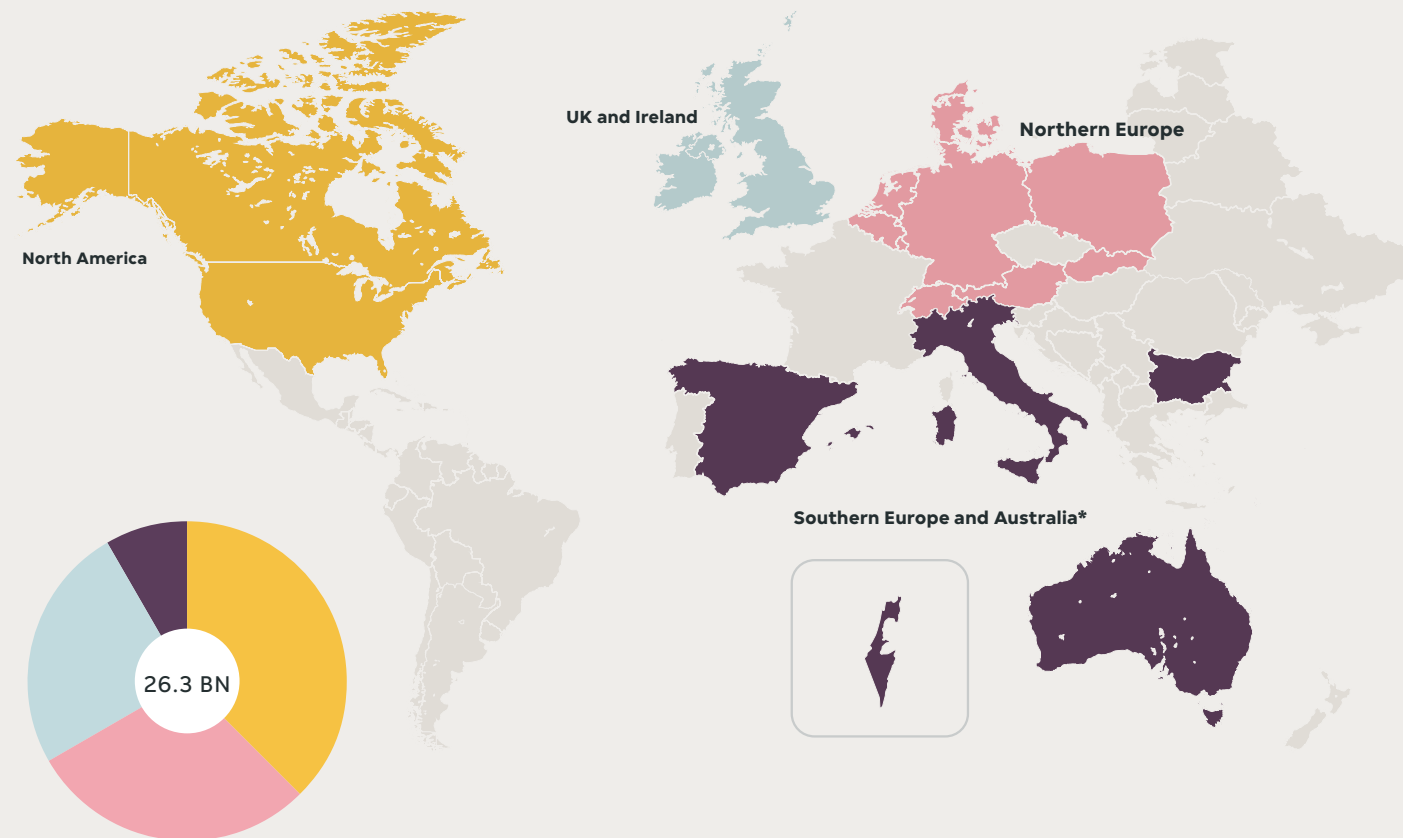 UK and Ireland
Northern Europe
North America
Southern Europe and Australia*
26.3 BN